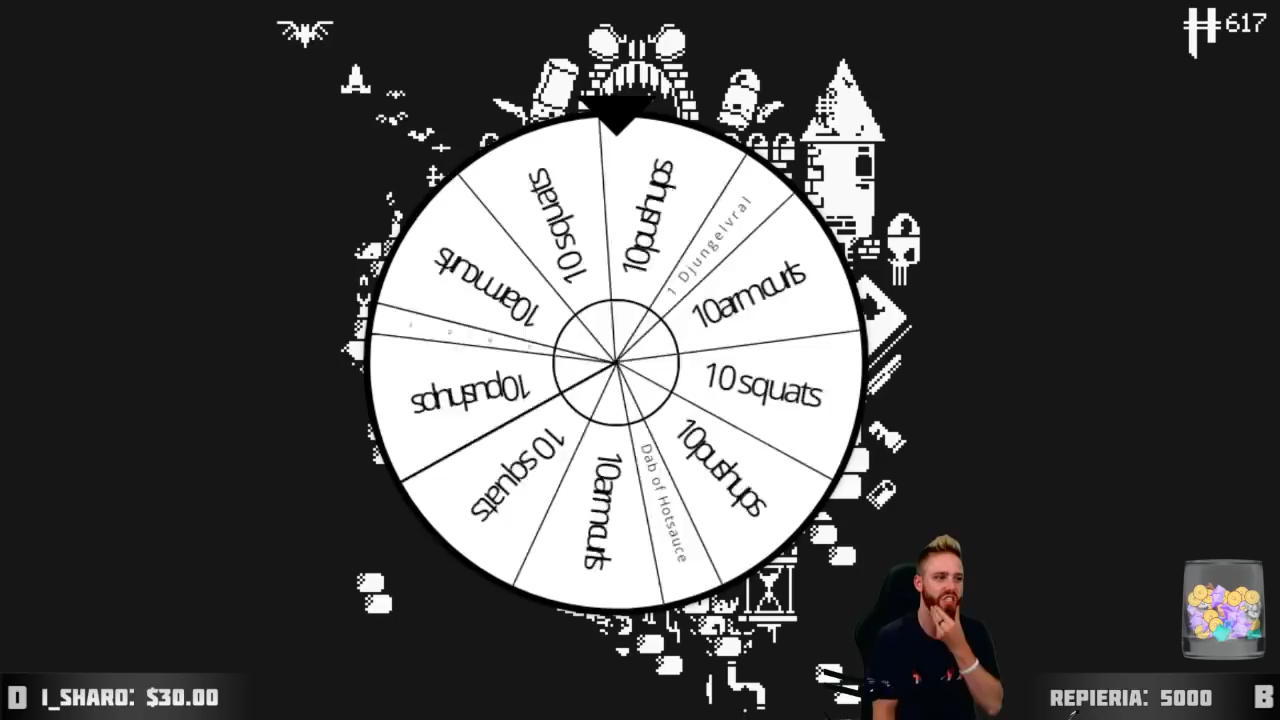 617
10 squats
10pushups
1 Djungelvral
10armcurls
10armcurls
10 squats
10pushups
10pushups
10 squats
10armcurls
Dab of Hotsauce
D I_SHARO: $30.00
REPIERIA: 5000 B